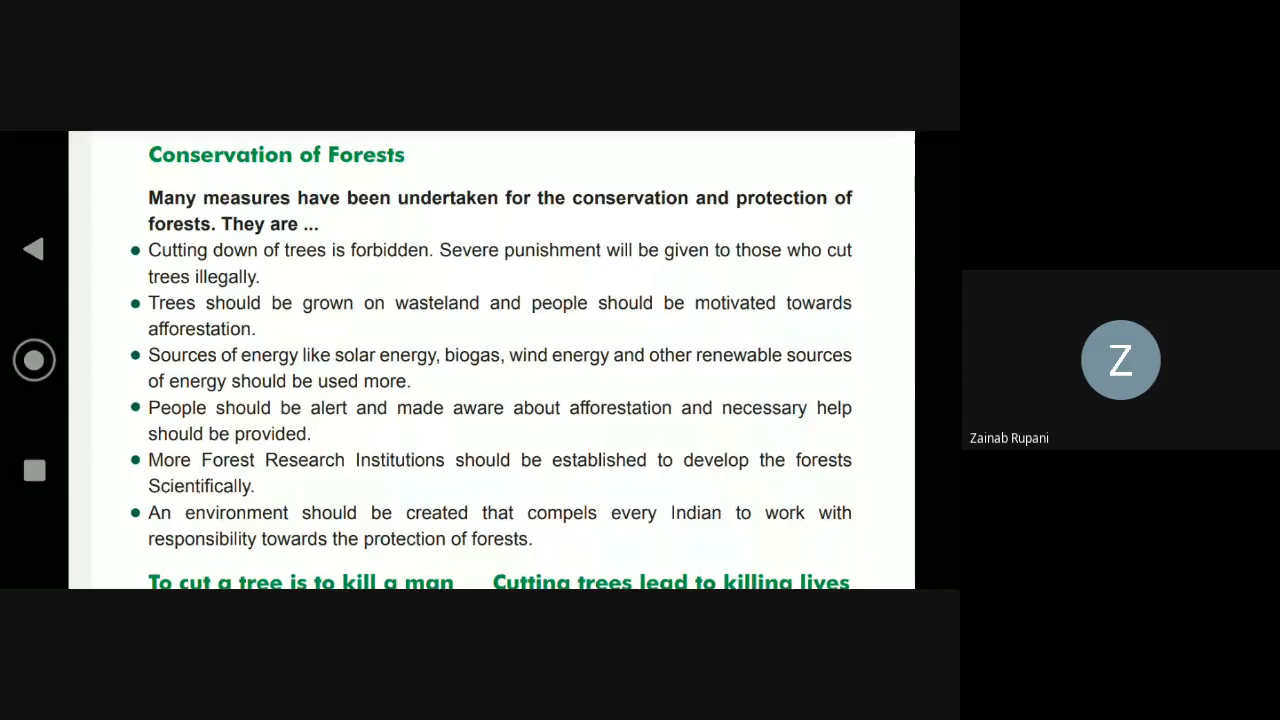 Conservation of Forests
Many measures have been undertaken for the conservation and protection of
forests. They are ...
• Cutting down of trees is forbidden. Severe punishment will be given to those who cut
trees illegally.
• Trees should be grown on wasteland and people should be motivated towards
afforestation.
• Sources of energy like solar energy, biogas, wind energy and other renewable sources
of energy should be used more.
• People should be alert and made aware about afforestation and necessary help
should be provided.
• More Forest Research Institutions should be established to develop the forests
Scientifically.
• An environment should be created that compels every Indian to work with
responsibility towards the protection of forests.
To cut a tree is to kill a man Cutting trees lead to killing lives
Z
Zainab Rupani